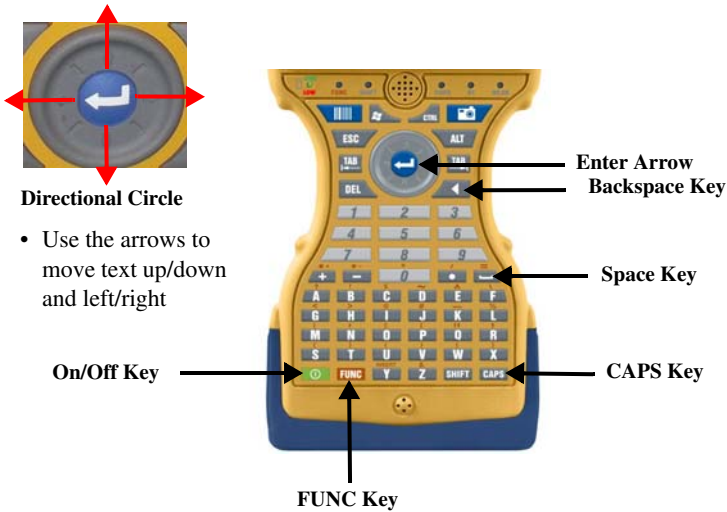 Directional Circle
• Use the arrows to
move text up/down
and left/right
FUNC
CTRL
ESC
ALT
TAB
TAB
DEL
Enter Arrow
Backspace Key
1 2 3
4 5 6
7 8 9
+ - 0 •
Space Key
A B C D E F
G H I J K L
M N O P Q R
S T U V W X
On/Off Key
FUNC Y Z SHIFT CAPS
CAPS Key
FUNC Key